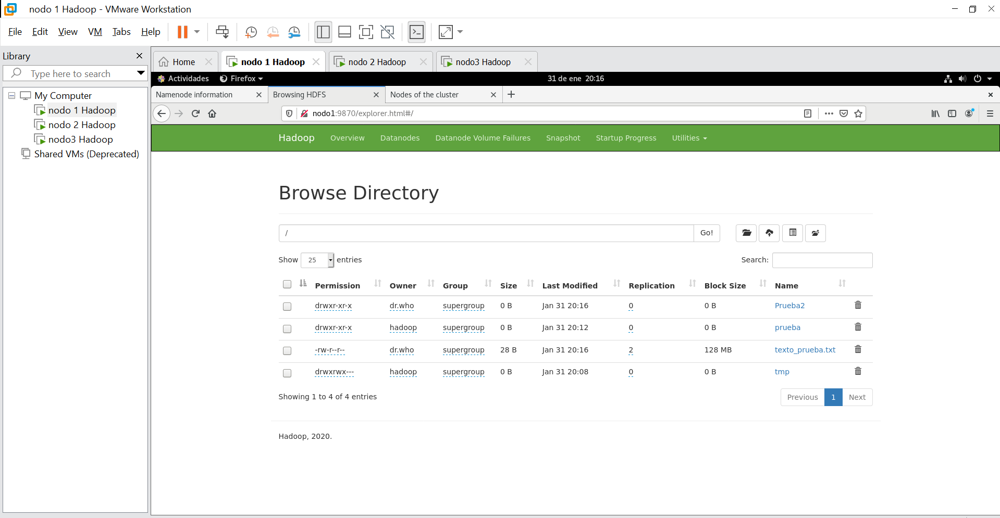 nodo 1 Hadoop - VMware Workstation
File Edit View VM Tabs Help
Library
Type here to search
My Computer
nodo 1 Hadoop
nodo 2 Hadoop
nodo3 Hadoop
Shared VMs (Deprecated)
Home nodo 1 Hadoop nodo 2 Hadoop nodo3 Hadoop
Actividades Firefox 31 de ene 20:16
Namenode information Browsing HDFS Nodes of the cluster
nodo1:9870/explorer.html#/
Hadoop Overview Datanodes Datanode Volume Failures Snapshot Startup Progress Utilities
Browse Directory
/ Go!
Show 25 entries Search:
Permission Owner Group Size Last Modified Replication Block Size Name
drwxr-xr-x dr.who supergroup 0 B Jan 31 20:16 0 0 B Prueba2
drwxr-xr-x hadoop supergroup 0 B Jan 31 20:12 0 0 B prueba
-rw-r--r-- dr.who supergroup 28 B Jan 31 20:16 2 128 MB texto_prueba.txt
drwxrwx--- hadoop supergroup 0 B Jan 31 20:08 0 0 B tmp
Showing 1 to 4 of 4 entries Previous 1 Next
Hadoop, 2020.